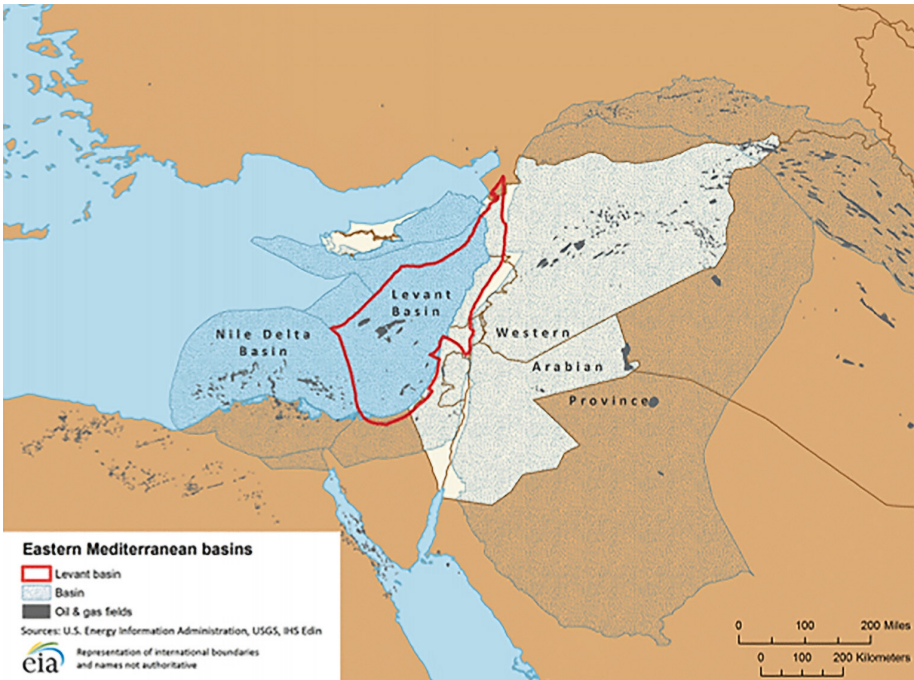 Levant
Basin
Nile Delta
Basin
Western
Arabian
Province
Eastern Mediterranean basins
Levant basin
Basin
Oil & gas fields
Sources: U.S. Energy Information Administration, USGS, IHS Edin
eia
Representation of international boundaries
and names not authoritative
0 100 200 Miles
0 100 200 Kilometers